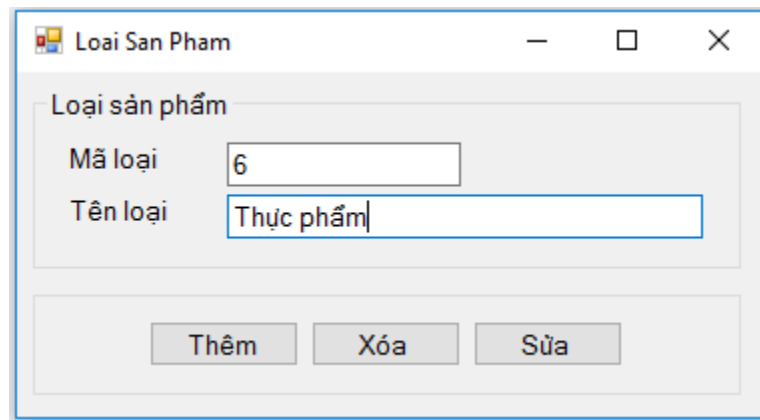 Loai San Pham
Loại sản phẩm
Mã loại 6
Tên loại Thực phẩm
Thêm Xóa Sửa